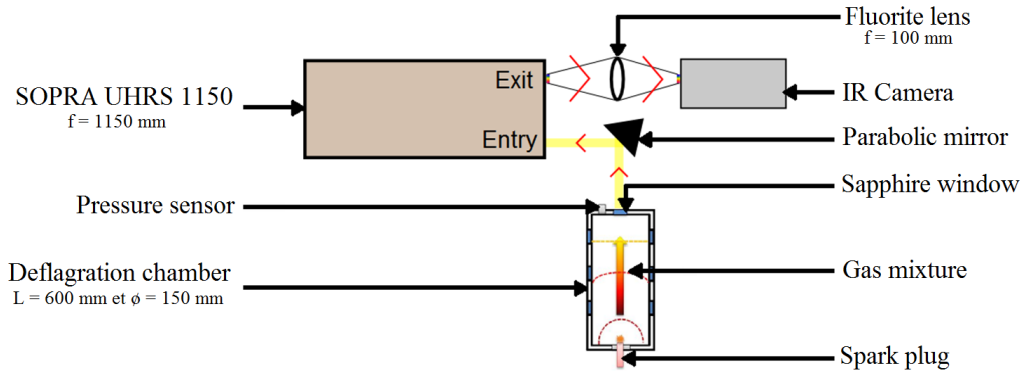 Fluorite lens
f = 100 mm
Exit
SOPRA UHRS 1150
f = 1150 mm
IR Camera
Entry
Parabolic mirror
Sapphire window
Pressure sensor
Deflagration chamber
L = 600 mm et ø = 150 mm
Gas mixture
Spark plug